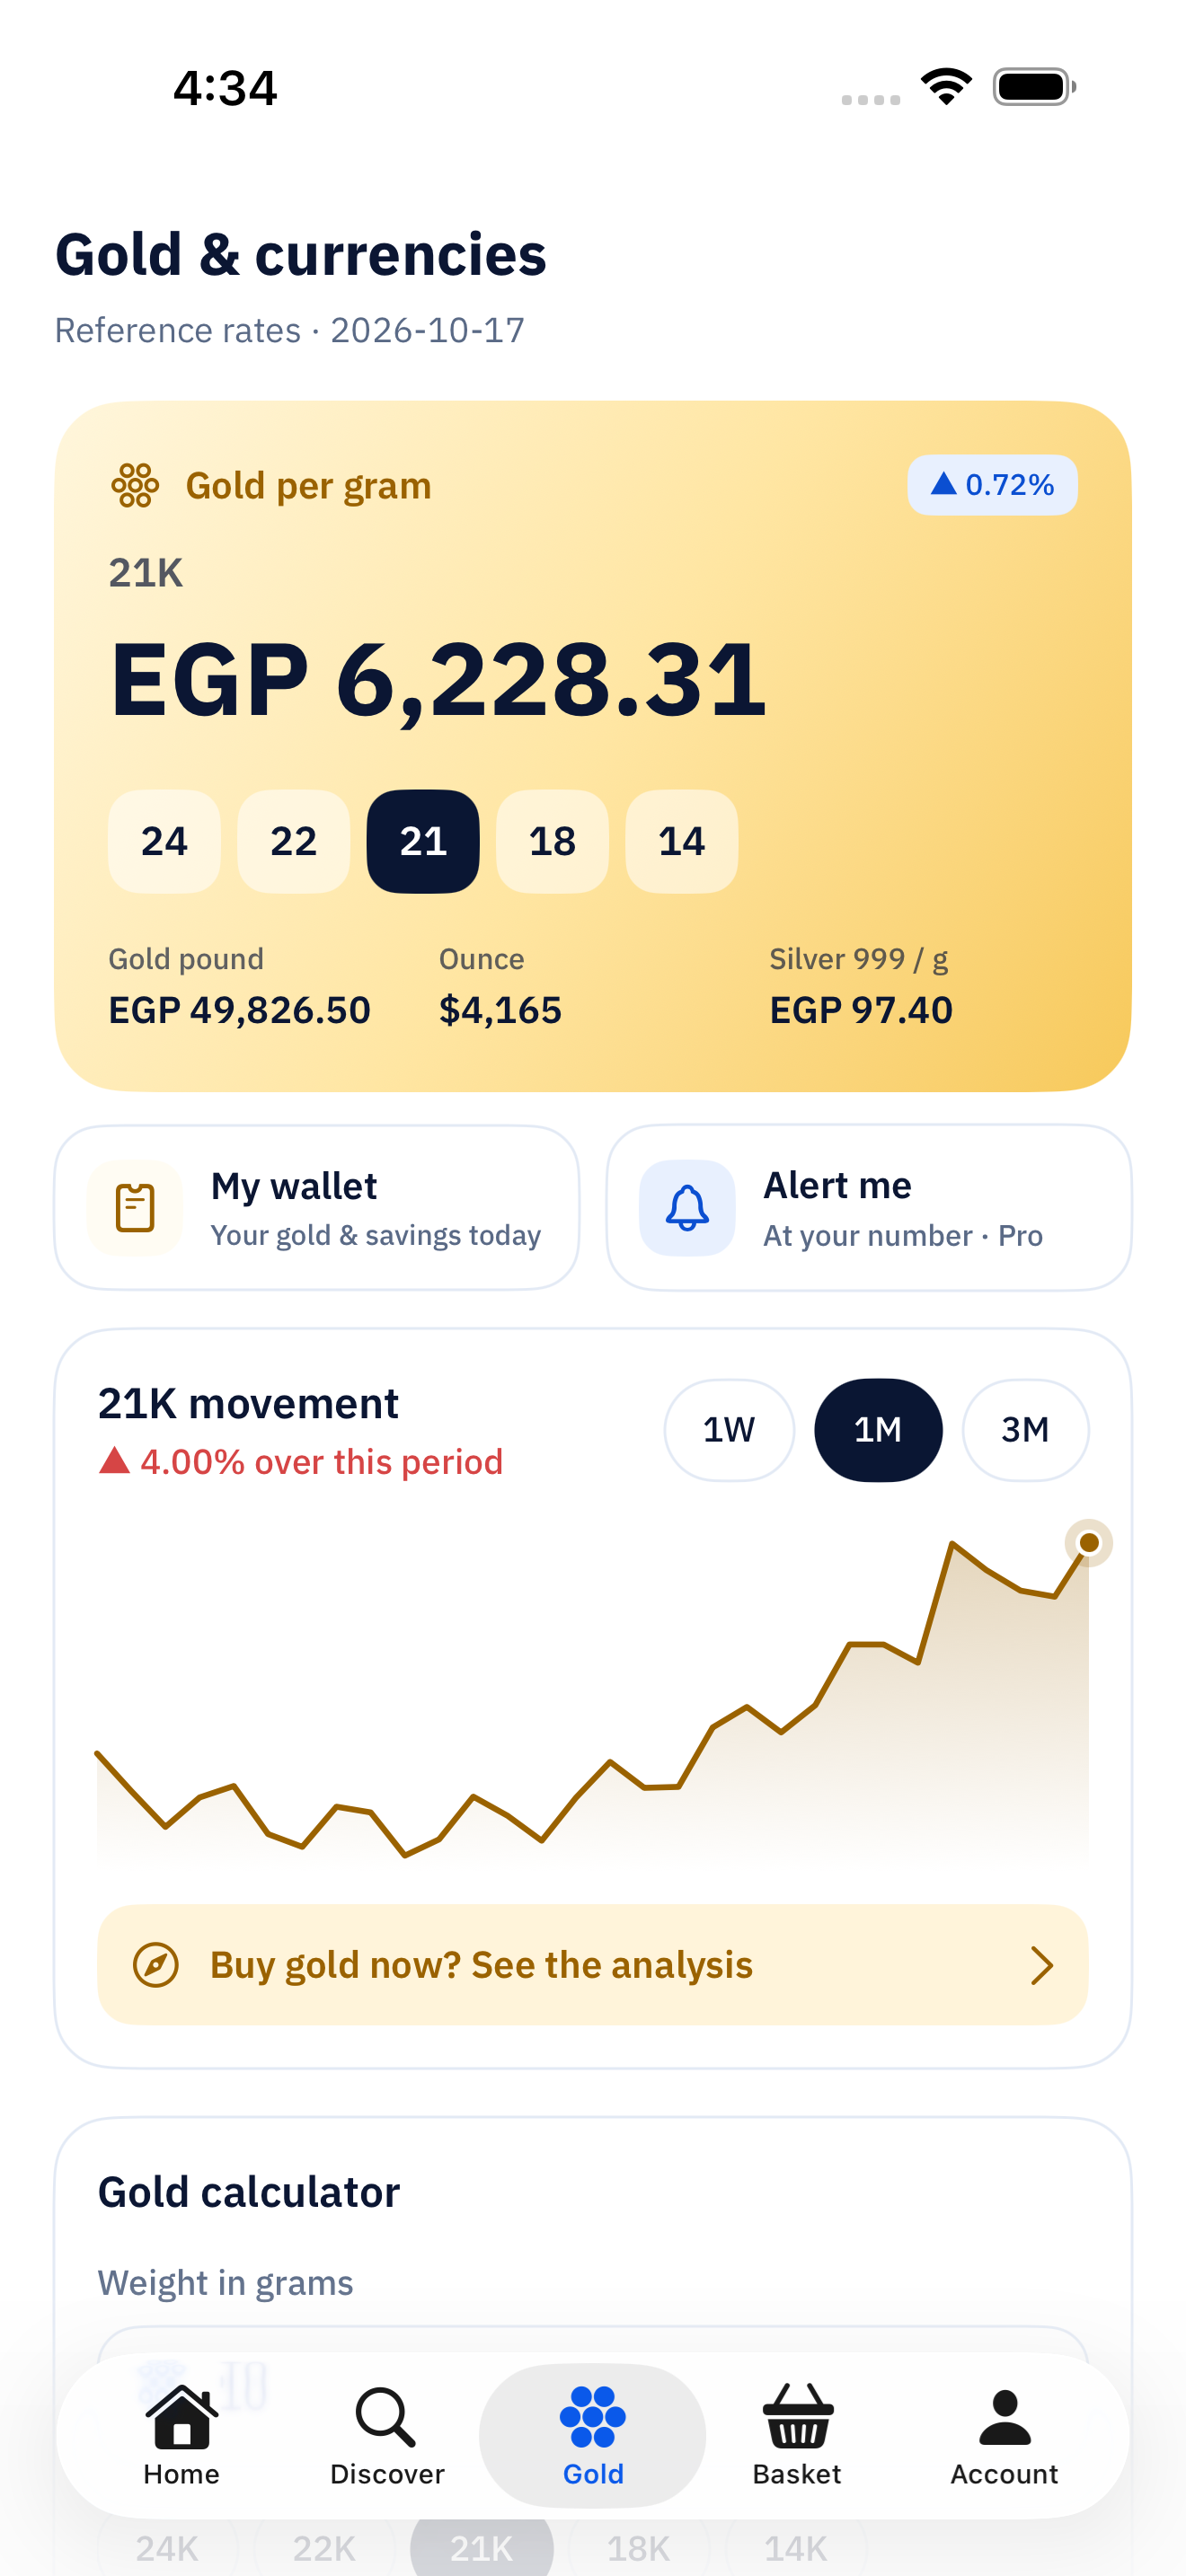 4:34
Gold & currencies
Reference rates · 2026-10-17
Gold per gram
▲ 0.72%
21K
EGP 6,228.31
24 22 21 18 14
Gold pound Ounce Silver 999 / g
EGP 49,826.50 $4,165 EGP 97.40
My wallet
Your gold & savings today
Alert me
At your number · Pro
21K movement
▲ 4.00% over this period
1W 1M 3M
Buy gold now? See the analysis
Gold calculator
Weight in grams
10
Home Discover Gold Basket Account
24K 22K 21K 18K 14K